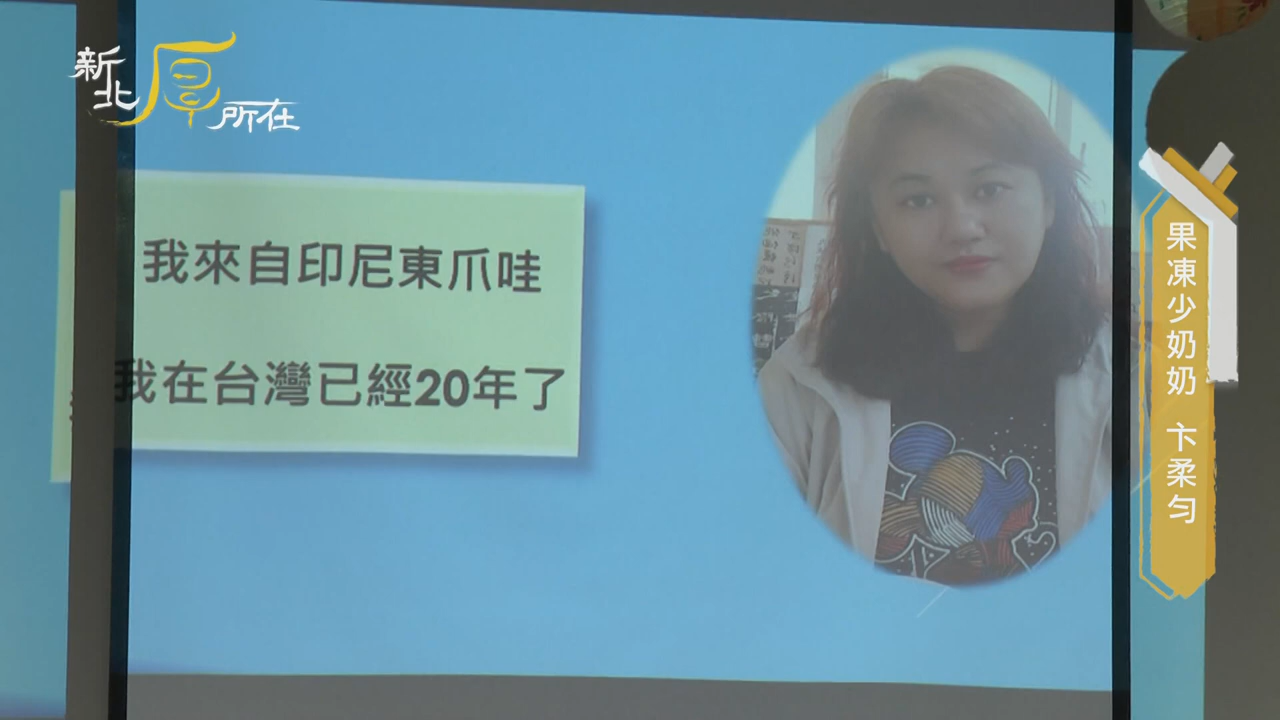 新北厚所在
我來自印尼東爪哇
我在台灣已經20年了
果凍少奶奶 卞柔勻